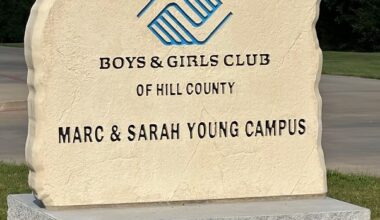 BOYS & GIRLS CLUB
OF HILL COUNTY
MARC & SARAH YOUNG CAMPUS